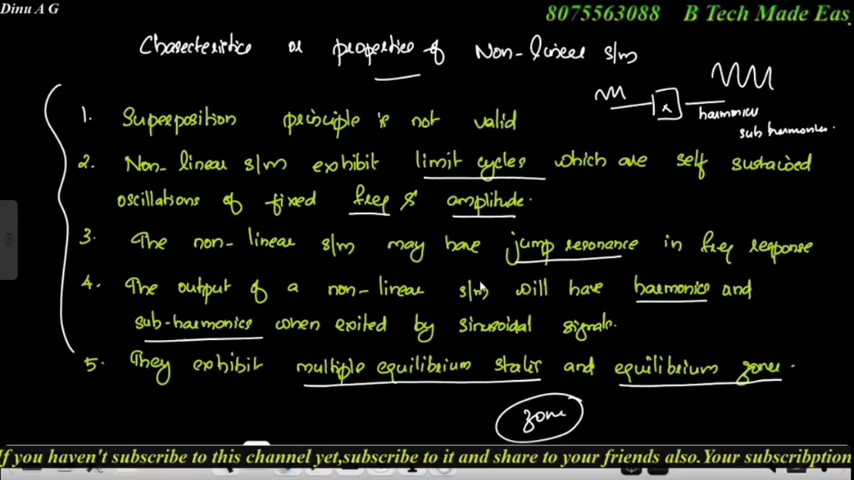 Dinu A G
8075563088 B Tech Made Eas
Charecteristics or properties of Non-linear s/m
harmonics
sub harmonics.
1. Superposition principle is not valid
2. Non-linear s/m exhibit limit cycles which are self sustained
oscillations of fixed freq & amplitude.
3. The non-linear s/m may have jump resonance in freq response
4. The output of a non-linear s/m will have harmonics and
sub-harmonics when exited by sinusoidal signals.
5. They exhibit multiple equilibrium states and equilibrium zones.
zone
If you haven't subscribe to this channel yet,subscribe to it and share to your friends also.Your subscribption